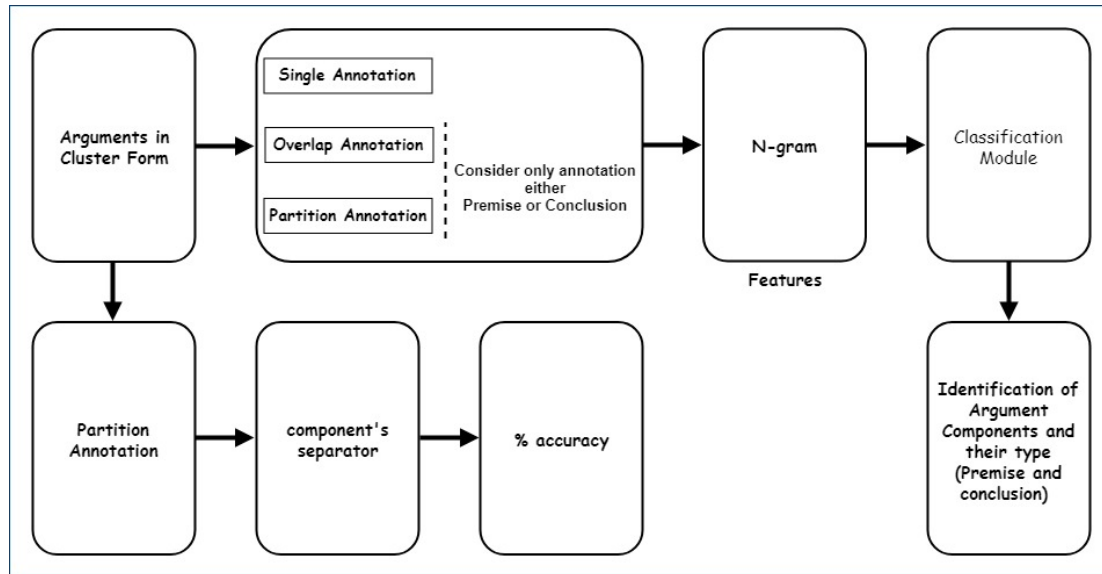 Arguments in
Cluster Form
Single Annotation
Overlap Annotation
Partition Annotation
Consider only annotation
either
Premise or Conclusion
N-gram
Features
Classification
Module
Partition
Annotation
component's
separator
% accuracy
Identification of
Argument
Components and
their type
(Premise and
conclusion)